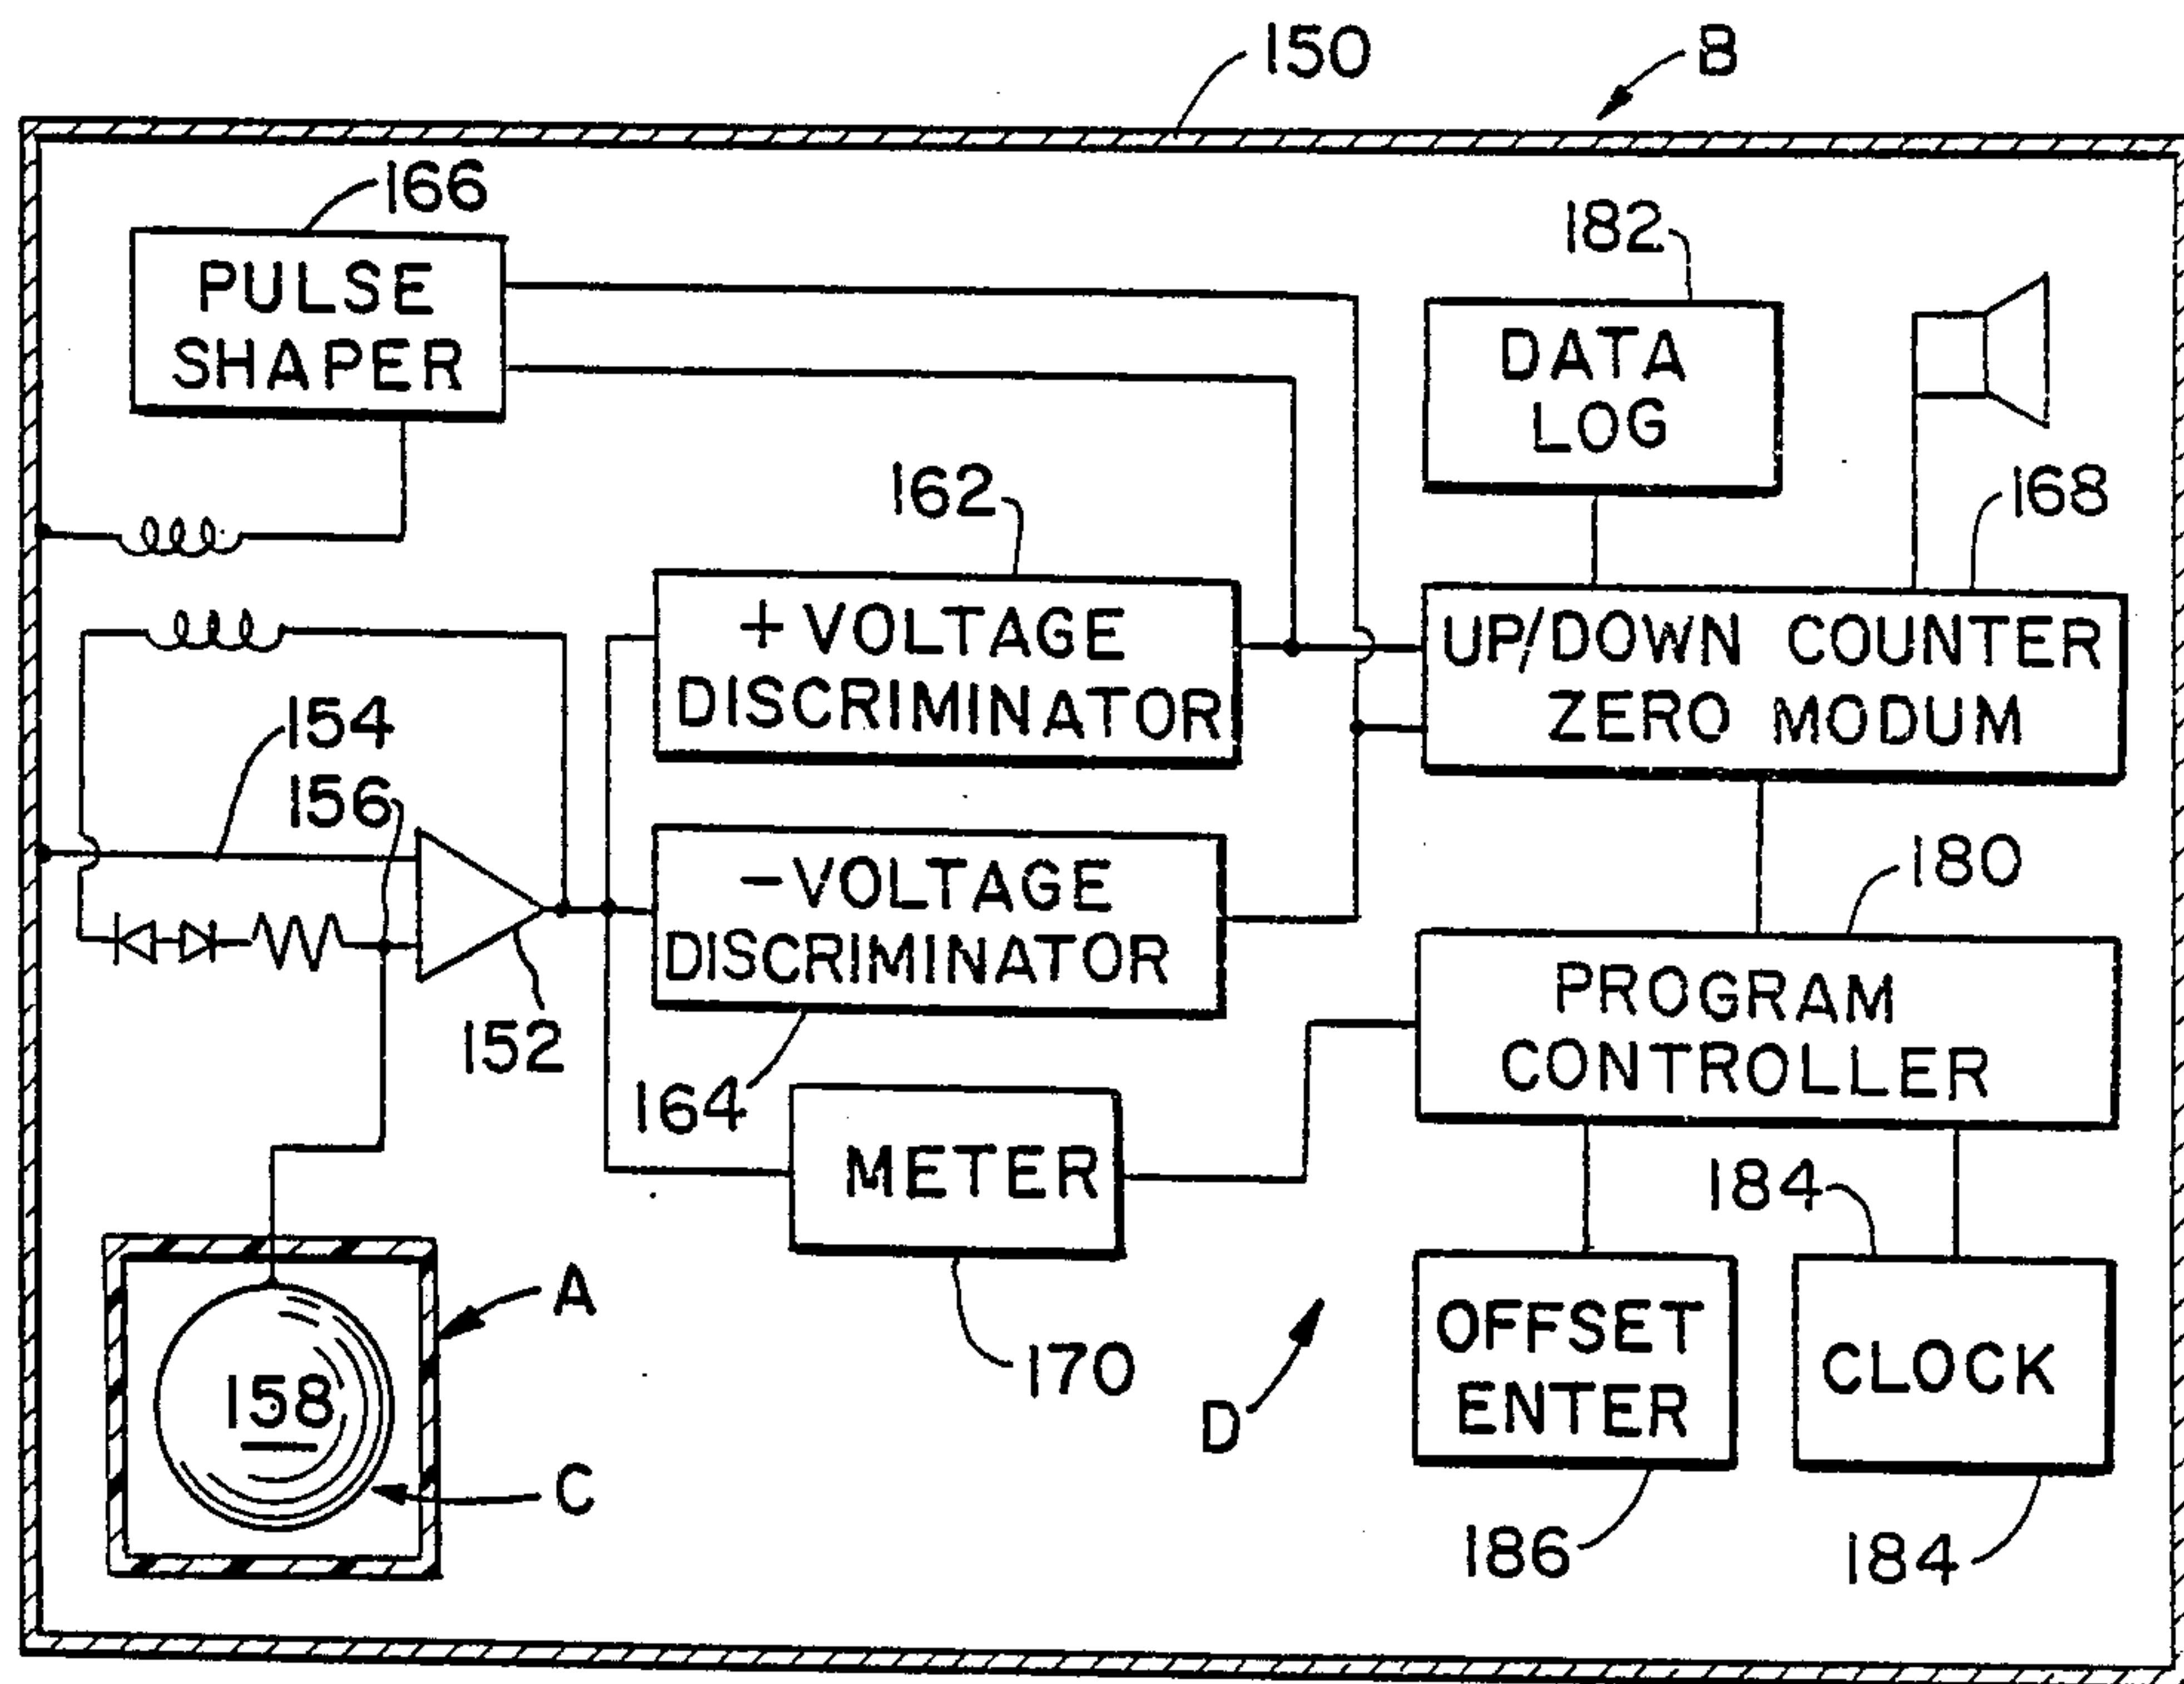 150
B
166
PULSE
SHAPER
182
DATA
LOG
162
168
+ VOLTAGE
DISCRIMINATOR
UP/DOWN COUNTER
ZERO MODUM
154
156
152
- VOLTAGE
DISCRIMINATOR
164
180
PROGRAM
CONTROLLER
METER
170
184
A
158
C
D
OFFSET
ENTER
CLOCK
186
184